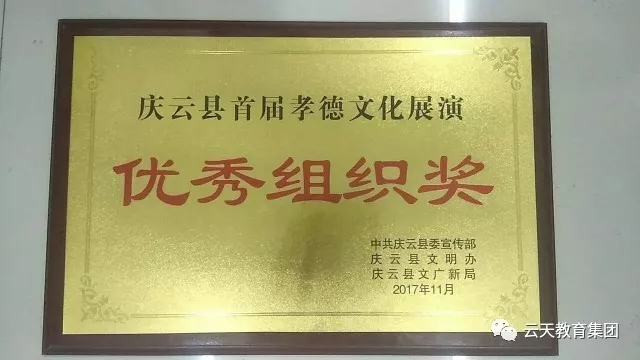 庆云县首届孝德文化展演
优秀组织奖
中共庆云县委宣传部
庆云县文明办
庆云县文广新局
2017年11月
云天教育集团